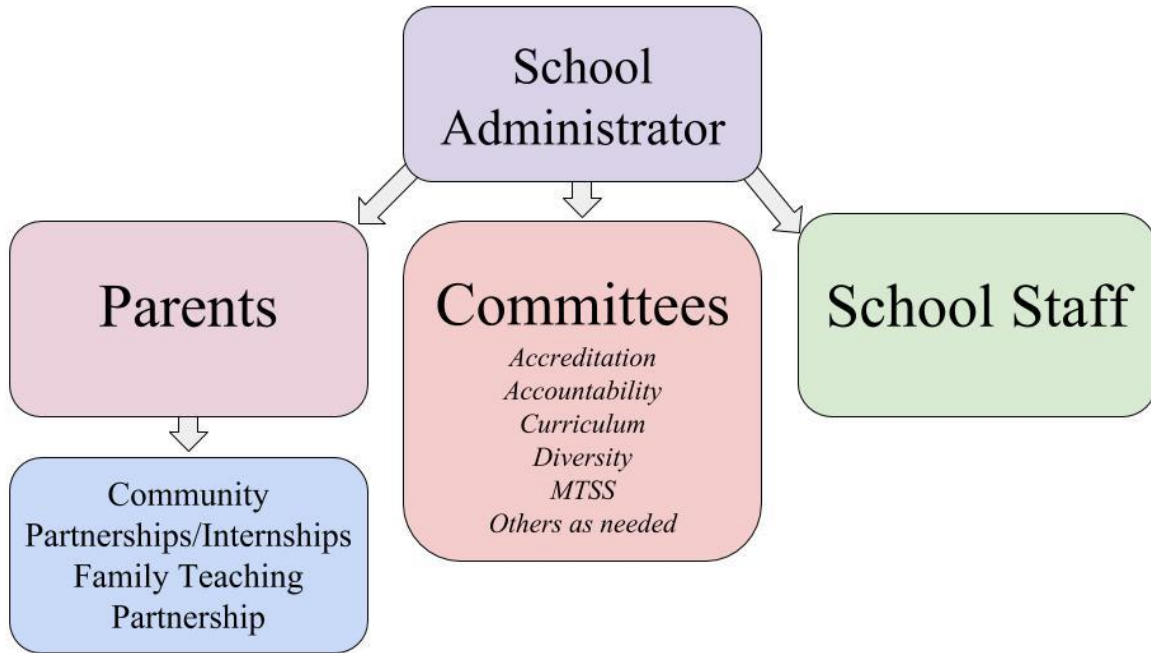 School
Administrator
Parents
Committees
Accreditation
Accountability
Curriculum
Diversity
MTSS
Others as needed
School Staff
Community
Partnerships/Internships
Family Teaching
Partnership